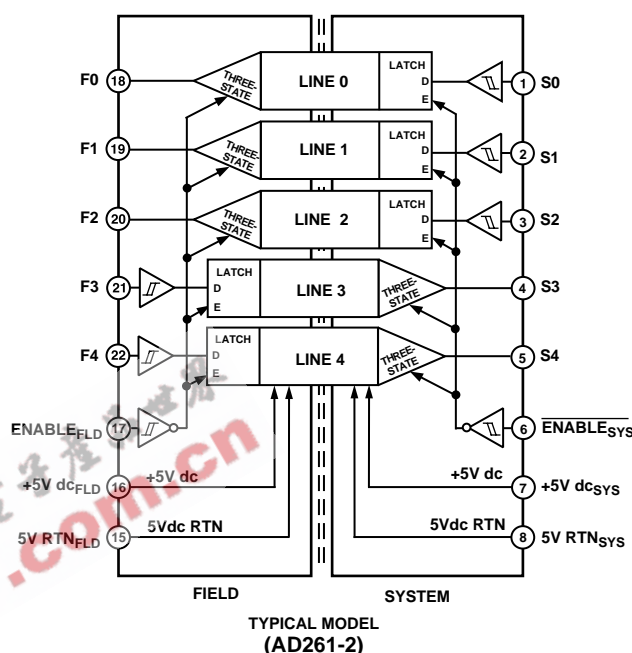 F0 18 THREE-STATE LINE 0 LATCH D E 1 S0
F1 19 THREE-STATE LINE 1 LATCH D E 2 S1
F2 20 THREE-STATE LINE 2 LATCH D E 3 S2
F3 21 LATCH D E LINE 3 THREE-STATE 4 S3
F4 22 LATCH D E LINE 4 THREE-STATE 5 S4
ENABLEFLD 17 6 ENABLESYS
+5V dcFLD 16 +5V dc +5V dc 7 +5V dcSYS
5V RTNFLD 15 5Vdc RTN 5Vdc RTN 8 5V RTNSYS
FIELD SYSTEM
TYPICAL MODEL
(AD261-2)
.com.cn